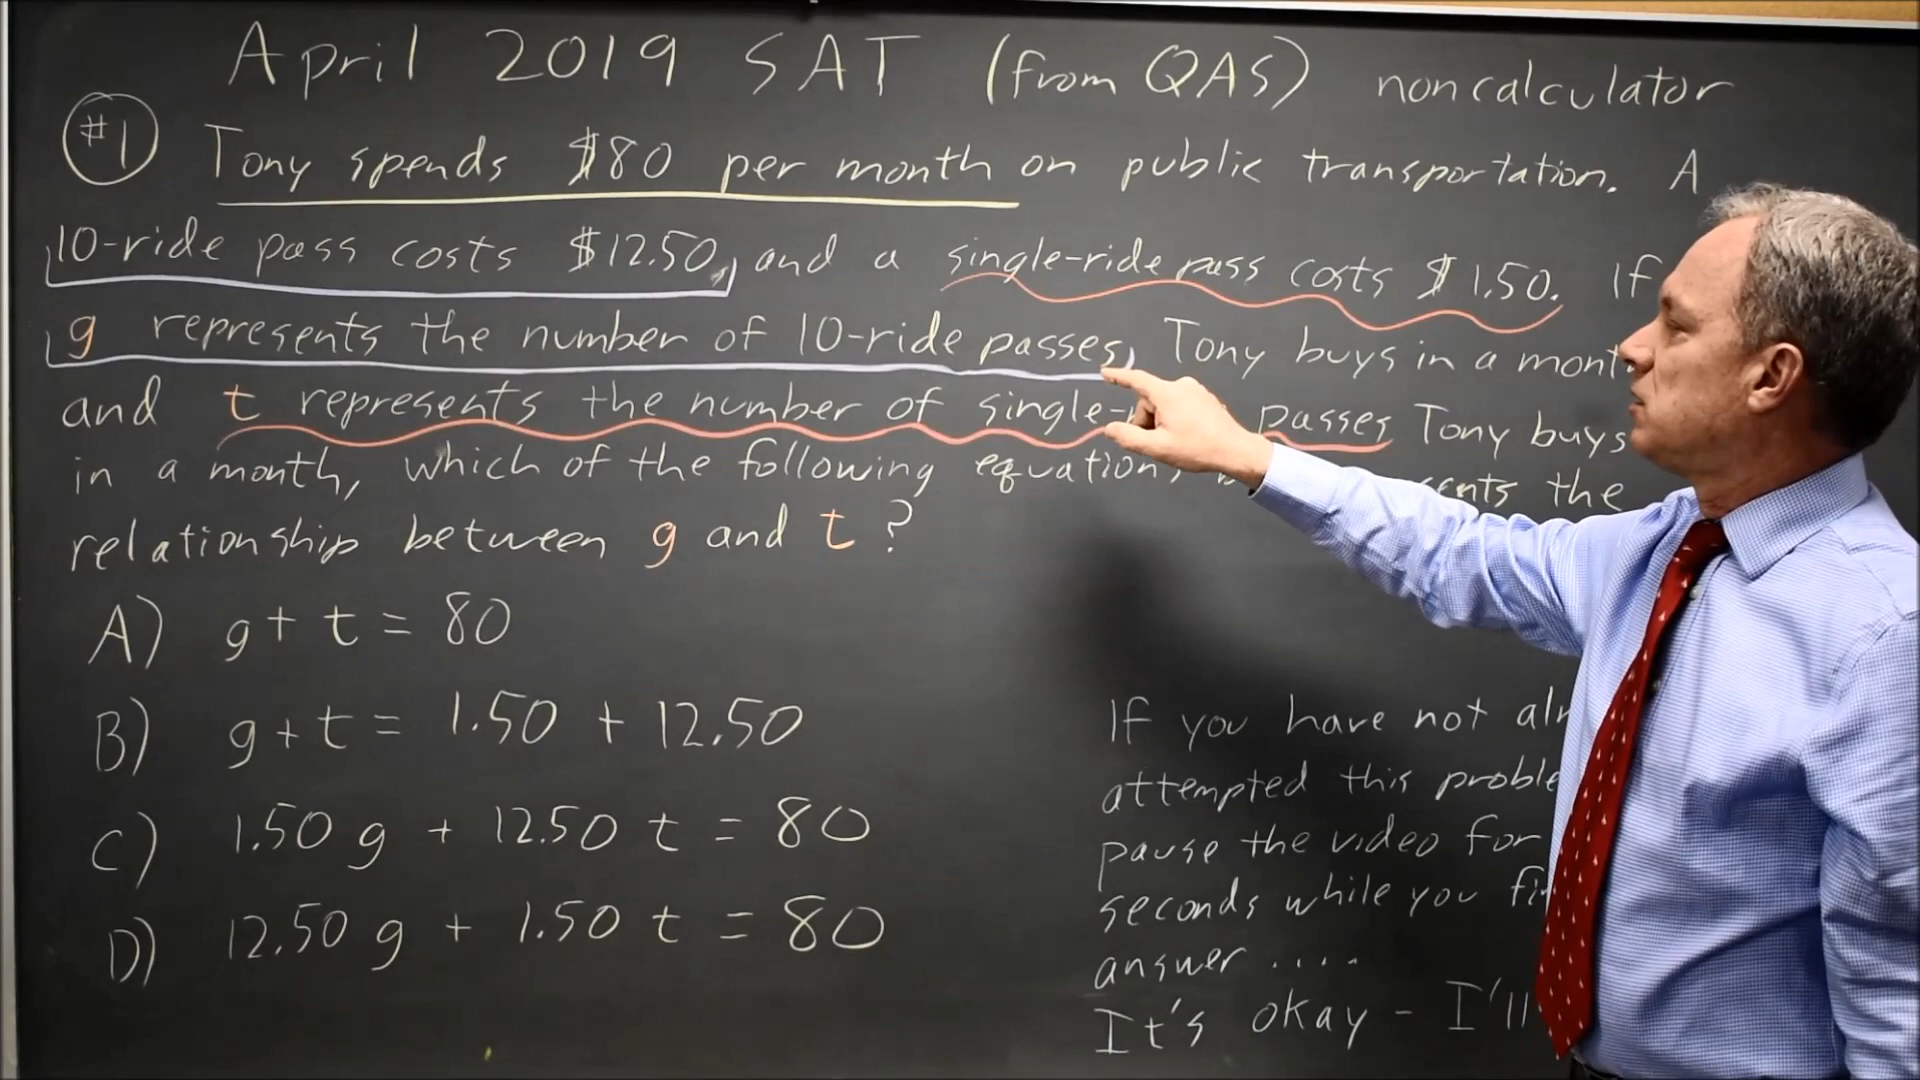 April 2019 SAT (from QAS) noncalculator
#1 Tony spends $80 per month on public transportation. A
10-ride pass costs $12.50, and a single-ride pass costs $1.50. If
g represents the number of 10-ride passes Tony buys in a
and t represents the number of single- passes Tony buys
in a month, which of the following equations the
relationship between g and t?
A) g + t = 80
B) g + t = 1.50 + 12.50
C) 1.50 g + 12.50 t = 80
D) 12.50 g + 1.50 t = 80
If you have not
attempted this
pause the video for
seconds while you
answer ....
It's okay - I'll